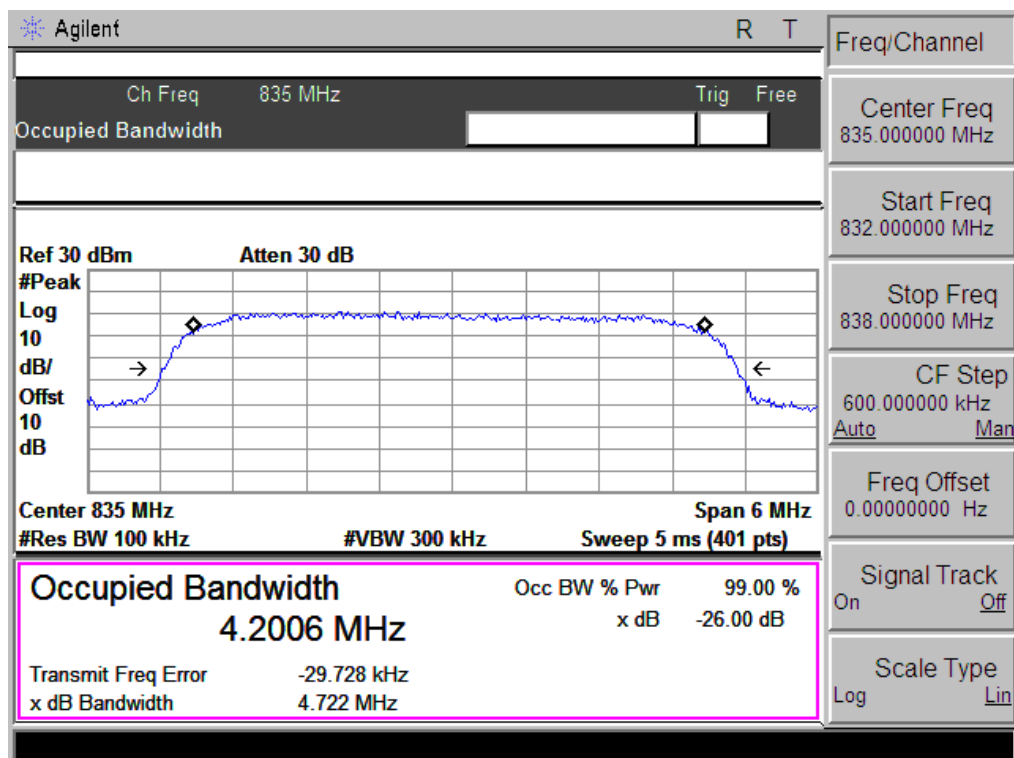 Agilent R T
Ch Freq 835 MHz Trig Free
Occupied Bandwidth
Ref 30 dBm Atten 30 dB
#Peak
Log
10
dB/
Offst
10
dB
Center 835 MHz Span 6 MHz
#Res BW 100 kHz #VBW 300 kHz Sweep 5 ms (401 pts)
Occupied Bandwidth Occ BW % Pwr 99.00 %
4.2006 MHz x dB -26.00 dB
Transmit Freq Error -29.728 kHz
x dB Bandwidth 4.722 MHz
Freq/Channel
Center Freq
835.000000 MHz
Start Freq
832.000000 MHz
Stop Freq
838.000000 MHz
CF Step
600.000000 kHz
Auto Man
Freq Offset
0.00000000 Hz
Signal Track
On Off
Scale Type
Log Lin